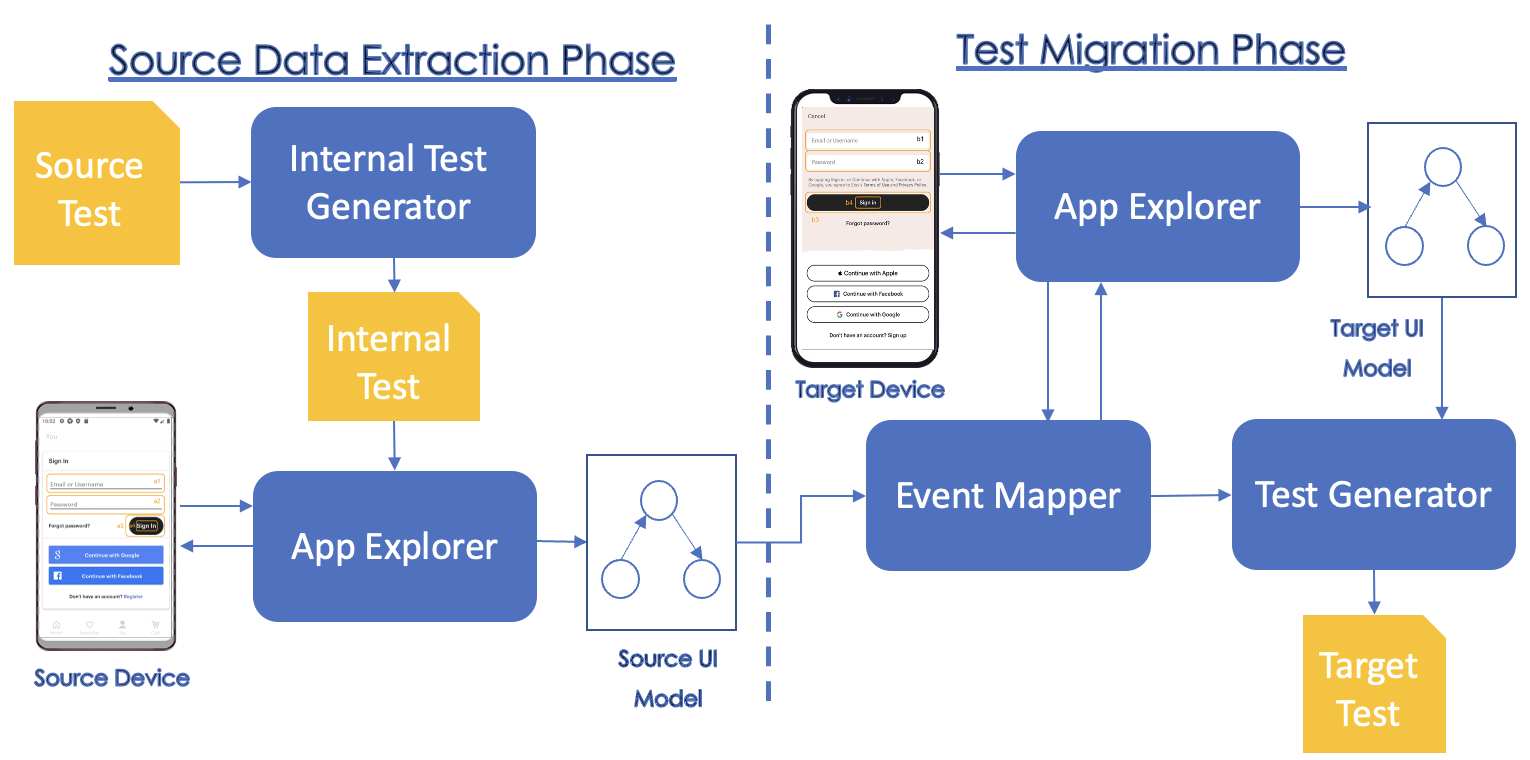 Source Data Extraction Phase
Test Migration Phase
Source
Test
Internal Test
Generator
Internal
Test
10:02
You
Sign In
Email or Username
a1
Password
a2
Forgot password?
a3
Sign In
Continue with Google
Continue with Facebook
Don't have an account? Register
Source Device
App Explorer
Source UI
Model
Cancel
Email or Username
b1
Password
b2
By tapping Sign in, or Continue with Apple, Facebook, or
Google, you agree to Etsy's Terms of Use and Privacy Policy.
b4
Sign in
b3
Forgot password?
Continue with Apple
Continue with Facebook
Continue with Google
Don't have an account? Sign up
Target Device
App Explorer
Target UI
Model
Event Mapper
Test Generator
Target
Test